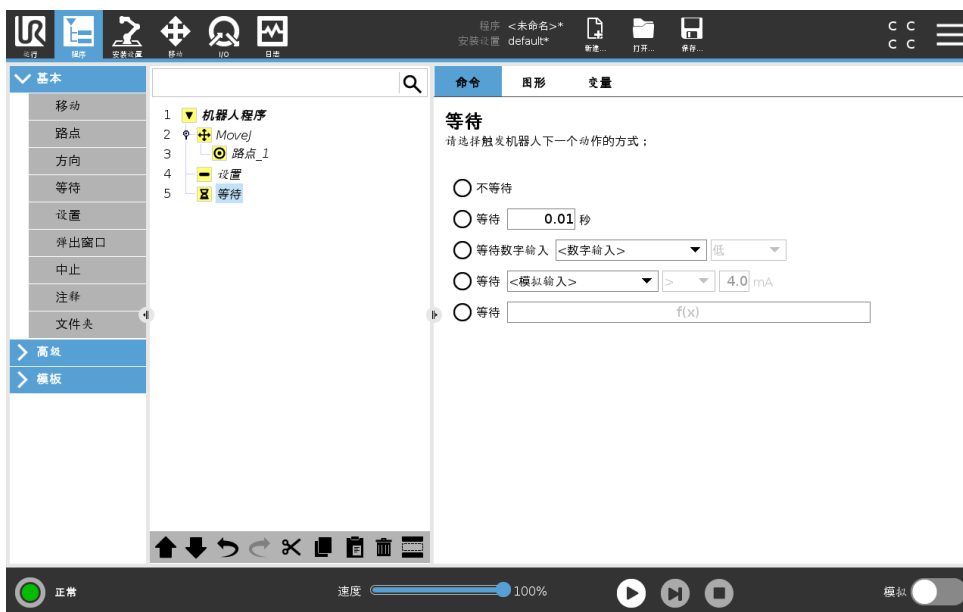 UR
运行
程序
安装设置
移动
I/O
日志
程序 <未命名>*
安装设置 default*
新建...
打开...
保存...
C C
C C
基本
移动
路点
方向
等待
设置
弹出窗口
中止
注释
文件夹
高级
模板
1 机器人程序
2 MoveJ
3 路点_1
4 设置
5 等待
命令 图形 变量
等待
请选择触发机器人下一个动作的方式；
不等待
等待 0.01 秒
等待数字输入 <数字输入> 低
等待 <模拟输入> > 4.0 mA
等待 f(x)
正常
速度 100%
模拟